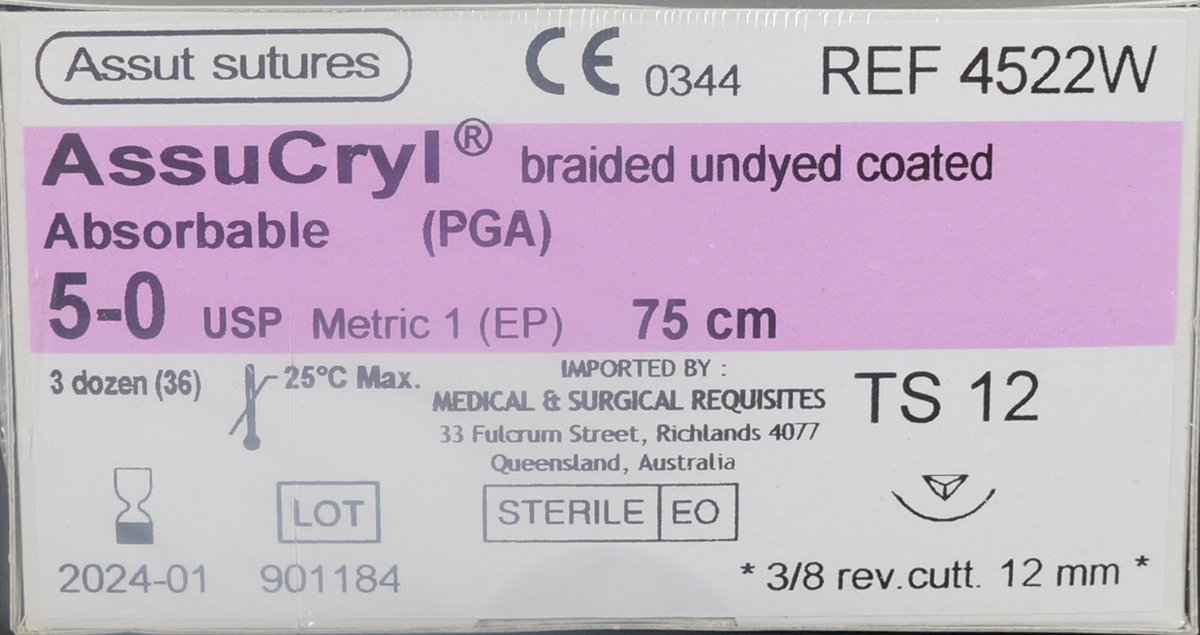 Assut sutures
CE 0344
REF 4522W
AssuCryl® braided undyed coated
Absorbable (PGA)
5-0 USP Metric 1 (EP) 75 cm
3 dozen (36)
25°C Max.
IMPORTED BY :
MEDICAL & SURGICAL REQUISITES
33 Fulcrum Street, Richlands 4077
Queensland, Australia
TS 12
LOT
STERILE EO
2024-01
901184
* 3/8 rev.cutt. 12 mm *